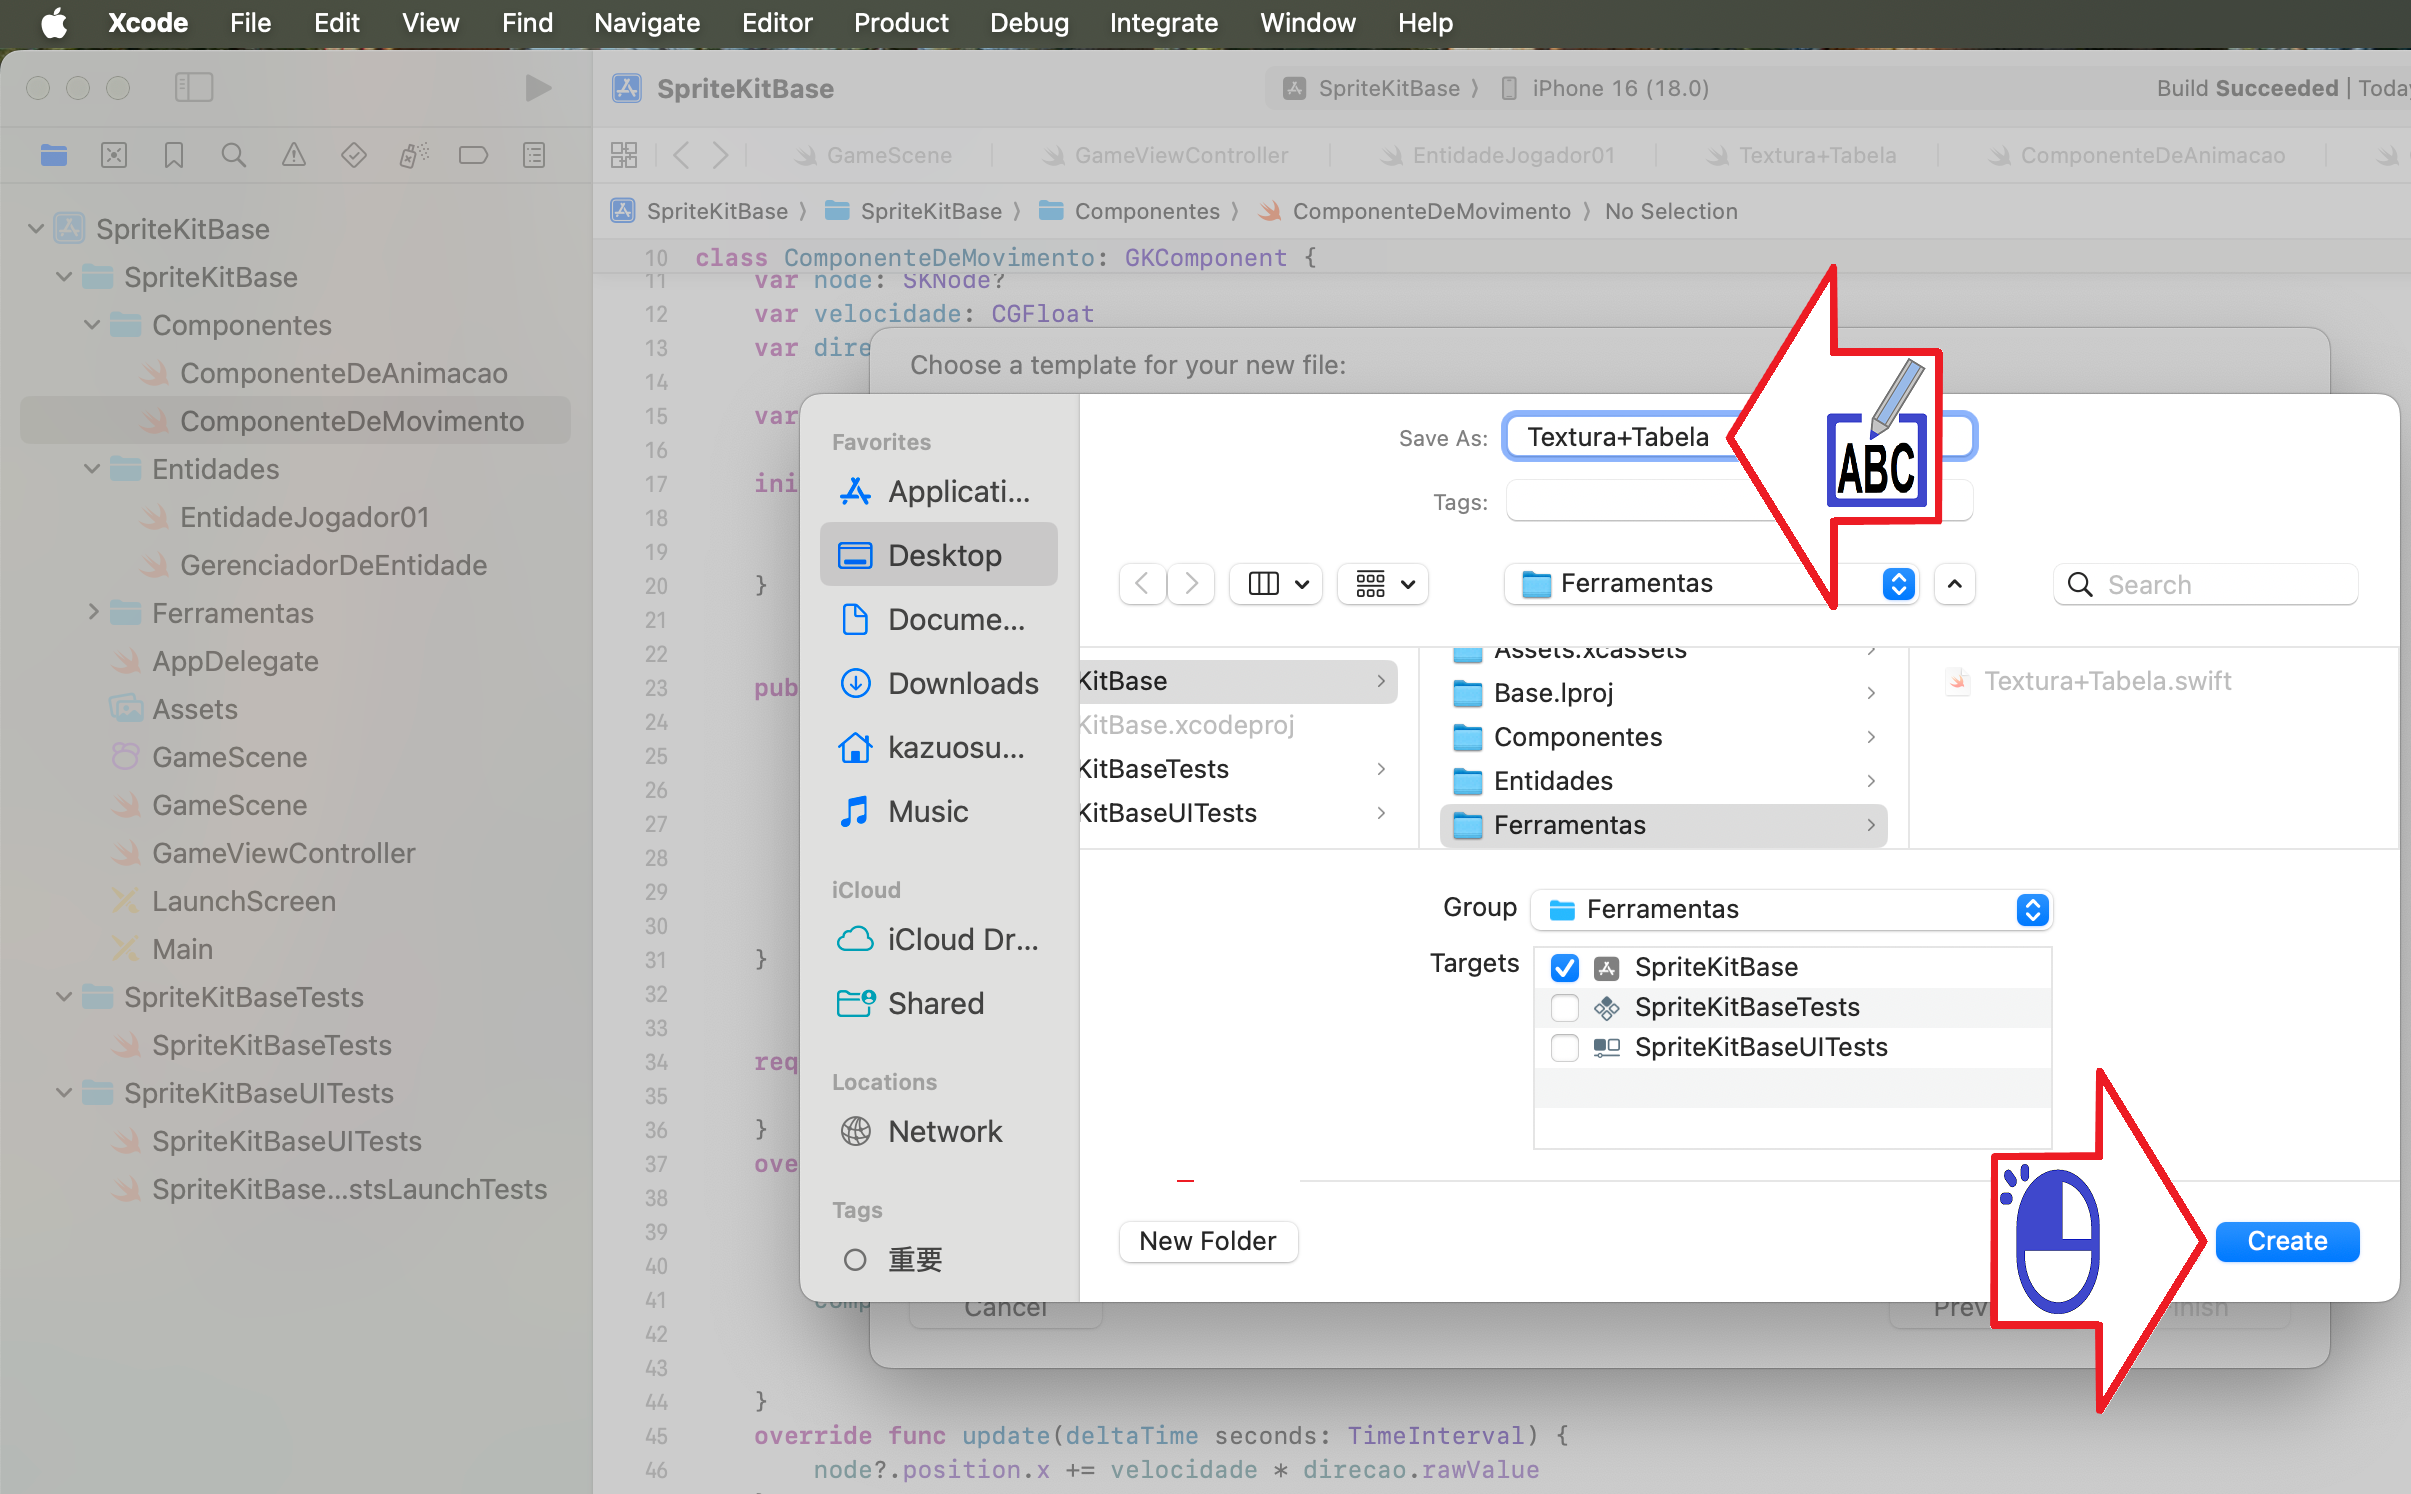 Xcode File Edit View Find Navigate Editor Product Debug Integrate Window Help
SpriteKitBase
SpriteKitBase
Componentes
ComponenteDeAnimacao
ComponenteDeMovimento
Entidades
EntidadeJogador01
GerenciadorDeEntidade
Ferramentas
AppDelegate
Assets
GameScene
GameScene
GameViewController
LaunchScreen
Main
SpriteKitBaseTests
SpriteKitBaseTests
SpriteKitBaseUITests
SpriteKitBaseUITests
SpriteKitBase...stsLaunchTests
SpriteKitBase
SpriteKitBase 〉 iPhone 16 (18.0)
Build Succeeded | Today
GameScene GameViewController EntidadeJogador01 Textura+Tabela ComponenteDeAnimacao
SpriteKitBase 〉 SpriteKitBase 〉 Componentes 〉 ComponenteDeMovimento 〉 No Selection
10 class ComponenteDeMovimento: GKComponent {
11 var node: SKNode?
12 var velocidade: CGFloat
13 var dire
14
15 var
16
17 ini
18
19
20 }
21
22
23 pub
24
25
26
27
28
29
30
31 }
32
33
34 req
35
36 }
37 ove
38
39
40
41 comp
42
43
44 }
45 override func update(deltaTime seconds: TimeInterval) {
46 node?.position.x += velocidade * direcao.rawValue
Choose a template for your new file:
Favorites
Applicati...
Desktop
Docume...
Downloads
kazuosu...
Music
iCloud
iCloud Dr...
Shared
Locations
Network
Tags
重要
Save As: Textura+Tabela
ABC
Tags:
Ferramentas
Search
KitBase
KitBase.xcodeproj
KitBaseTests
KitBaseUITests
Assets.xcassets
Base.lproj
Componentes
Entidades
Ferramentas
Textura+Tabela.swift
Group Ferramentas
Targets SpriteKitBase
SpriteKitBaseTests
SpriteKitBaseUITests
New Folder
Create
Cancel
Prev
inish